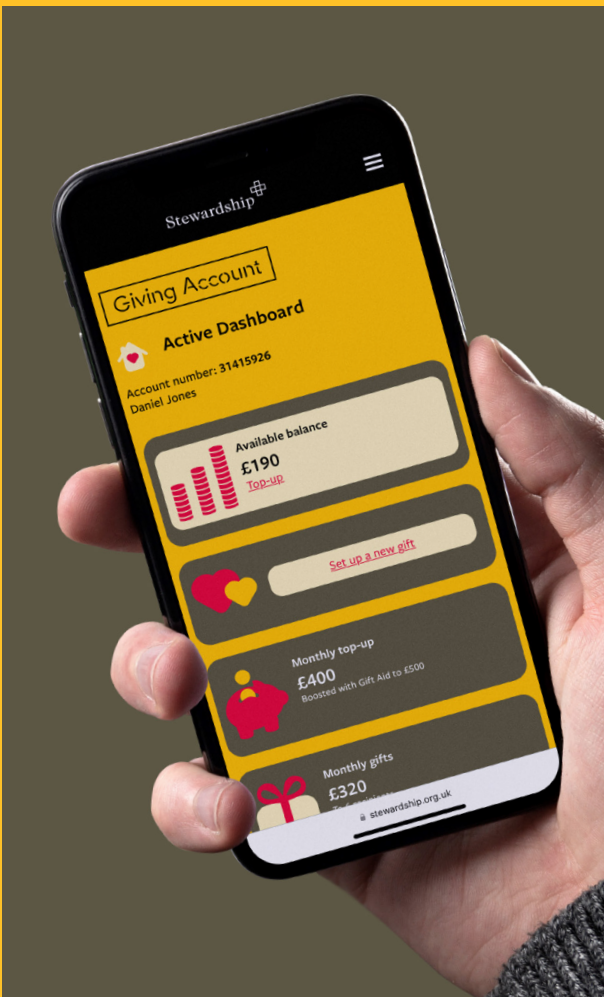 Stewardship
Giving Account
Active Dashboard
Account number: 31415926
Daniel Jones
Available balance
£190
Top-up
Set up a new gift
Monthly top-up
£400
Boosted with Gift Aid to £500
Monthly gifts
£320
stewardship.org.uk